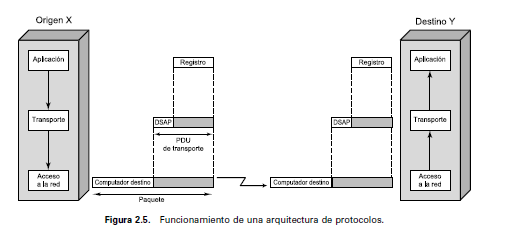 Origen X
Destino Y
Aplicación
Registro
Registro
Aplicación
Transporte
DSAP
DSAP
Transporte
PDU
de transporte
Acceso
a la red
Computador destino
Computador destino
Acceso
a la red
Paquete
Figura 2.5. Funcionamiento de una arquitectura de protocolos.